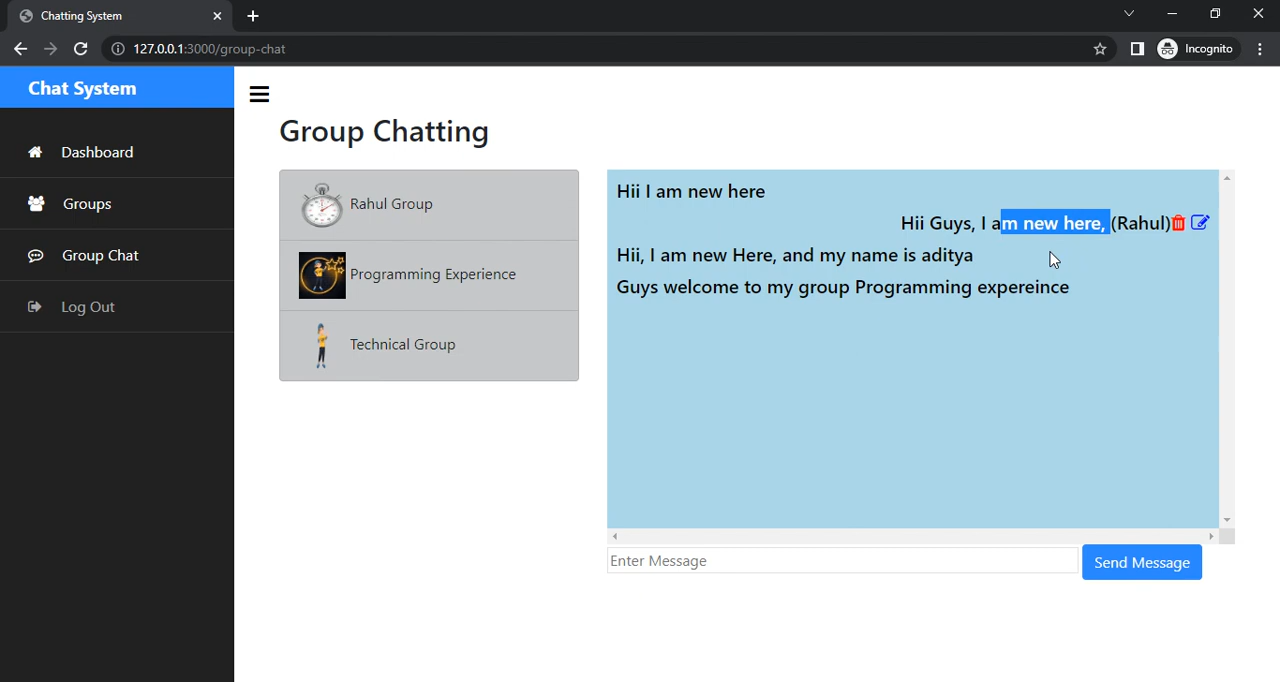 Chatting System
127.0.0.1:3000/group-chat
Incognito
Chat System
Dashboard
Groups
Group Chat
Log Out
Group Chatting
Rahul Group
Programming Experience
Technical Group
Hii I am new here
Hii Guys, I am new here, (Rahul)
Hii, I am new Here, and my name is aditya
Guys welcome to my group Programming expereince
Enter Message
Send Message